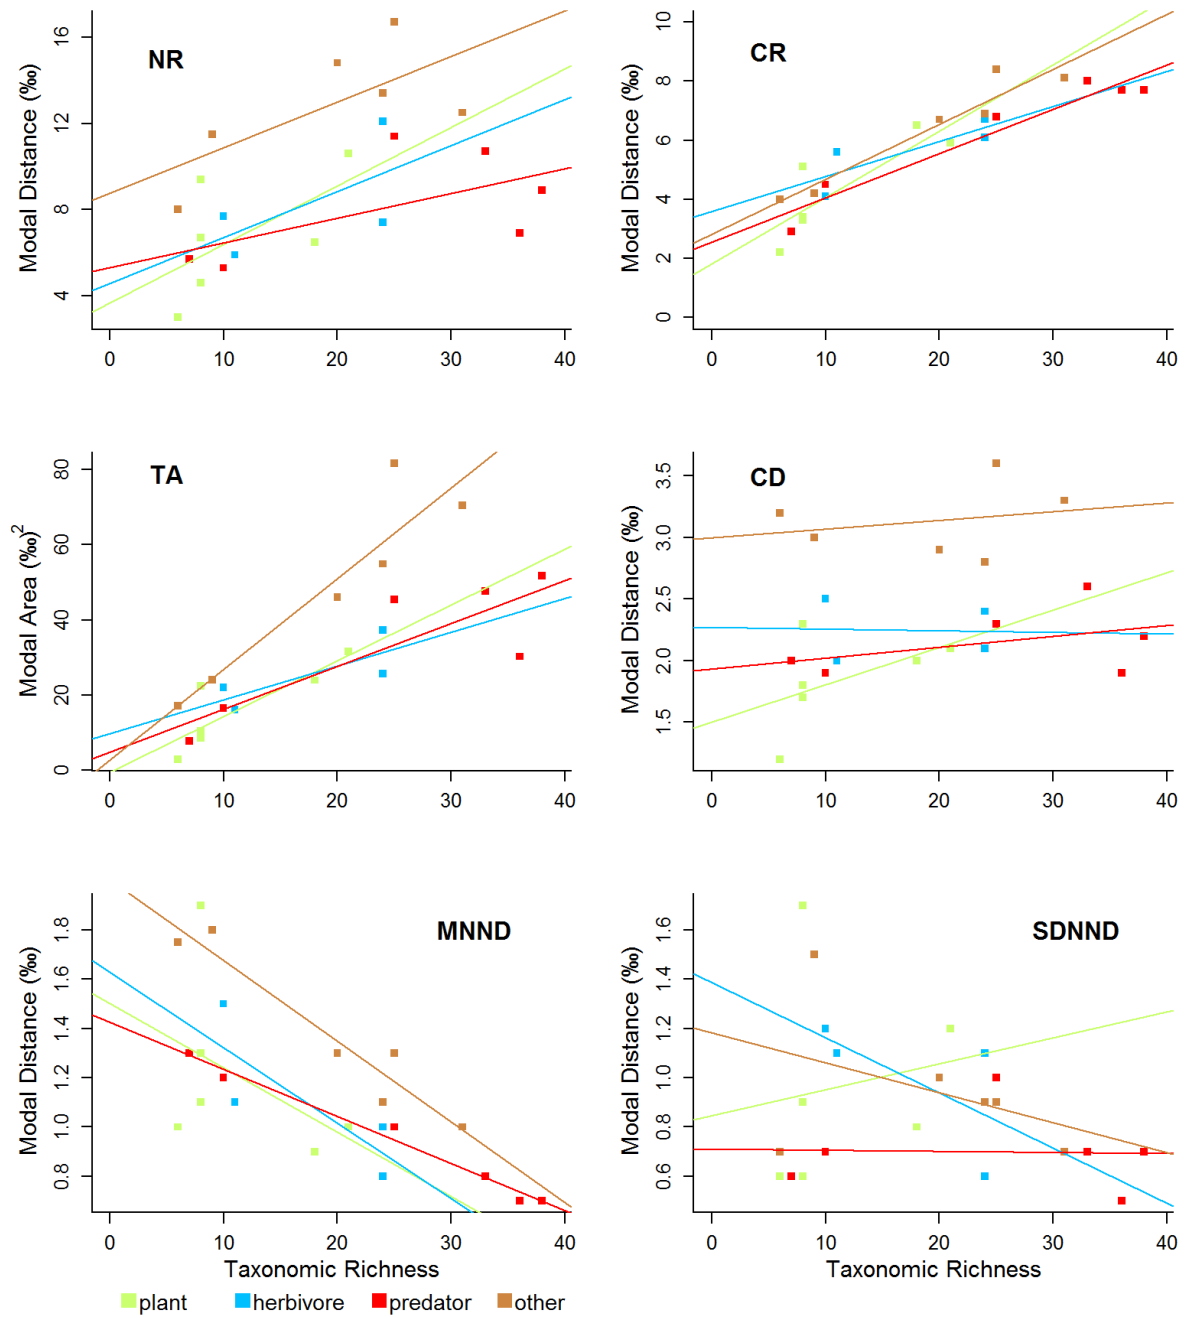 NR
Modal Distance (‰)
4 8 12 16
0 10 20 30 40
CR
Modal Distance (‰)
0 2 4 6 8 10
0 10 20 30 40
TA
Modal Area (‰)²
0 20 40 60 80
0 10 20 30 40
CD
Modal Distance (‰)
1.5 2.0 2.5 3.0 3.5
0 10 20 30 40
MNND
Modal Distance (‰)
0.8 1.0 1.2 1.4 1.6 1.8
0 10 20 30 40
Taxonomic Richness
SDNND
Modal Distance (‰)
0.6 0.8 1.0 1.2 1.4 1.6
0 10 20 30 40
Taxonomic Richness
plant herbivore predator other